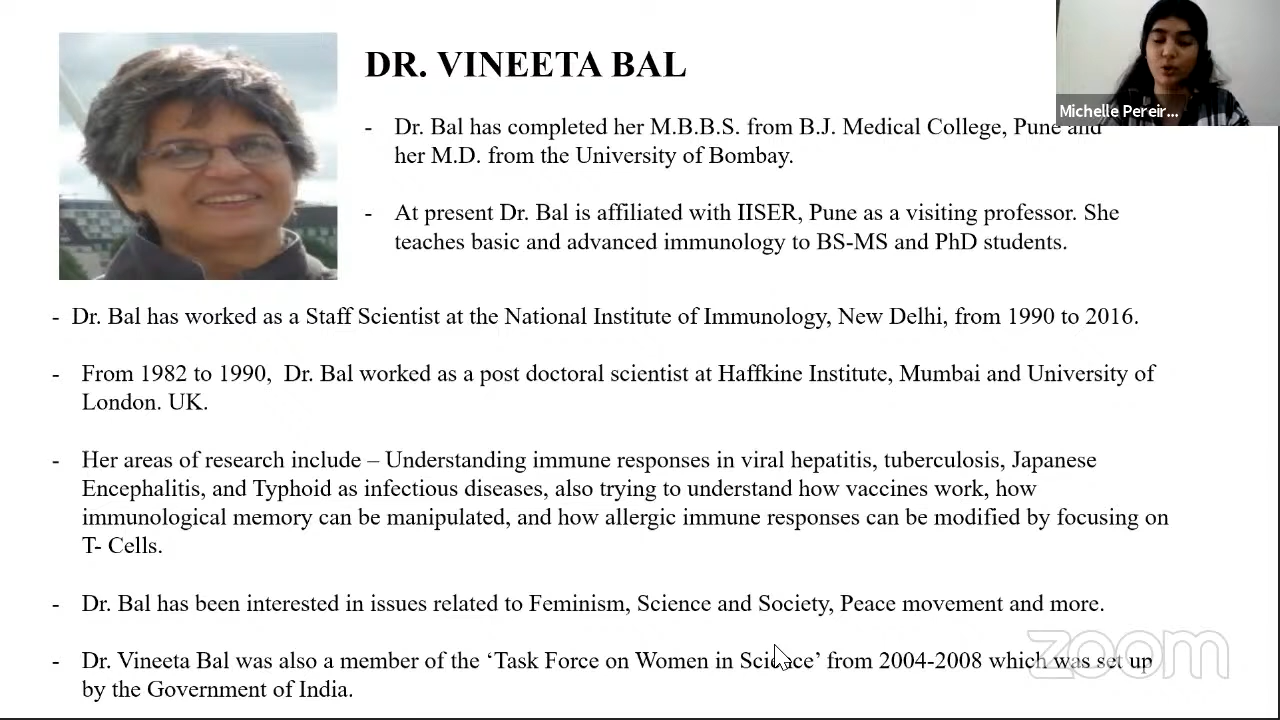 DR. VINEETA BAL
Michelle Pereir...
- Dr. Bal has completed her M.B.B.S. from B.J. Medical College, Pune and
her M.D. from the University of Bombay.
- At present Dr. Bal is affiliated with IISER, Pune as a visiting professor. She
teaches basic and advanced immunology to BS-MS and PhD students.
- Dr. Bal has worked as a Staff Scientist at the National Institute of Immunology, New Delhi, from 1990 to 2016.
- From 1982 to 1990, Dr. Bal worked as a post doctoral scientist at Haffkine Institute, Mumbai and University of
London. UK.
- Her areas of research include – Understanding immune responses in viral hepatitis, tuberculosis, Japanese
Encephalitis, and Typhoid as infectious diseases, also trying to understand how vaccines work, how
immunological memory can be manipulated, and how allergic immune responses can be modified by focusing on
T- Cells.
- Dr. Bal has been interested in issues related to Feminism, Science and Society, Peace movement and more.
- Dr. Vineeta Bal was also a member of the ‘Task Force on Women in Science’ from 2004-2008 which was set up
by the Government of India.
zoom